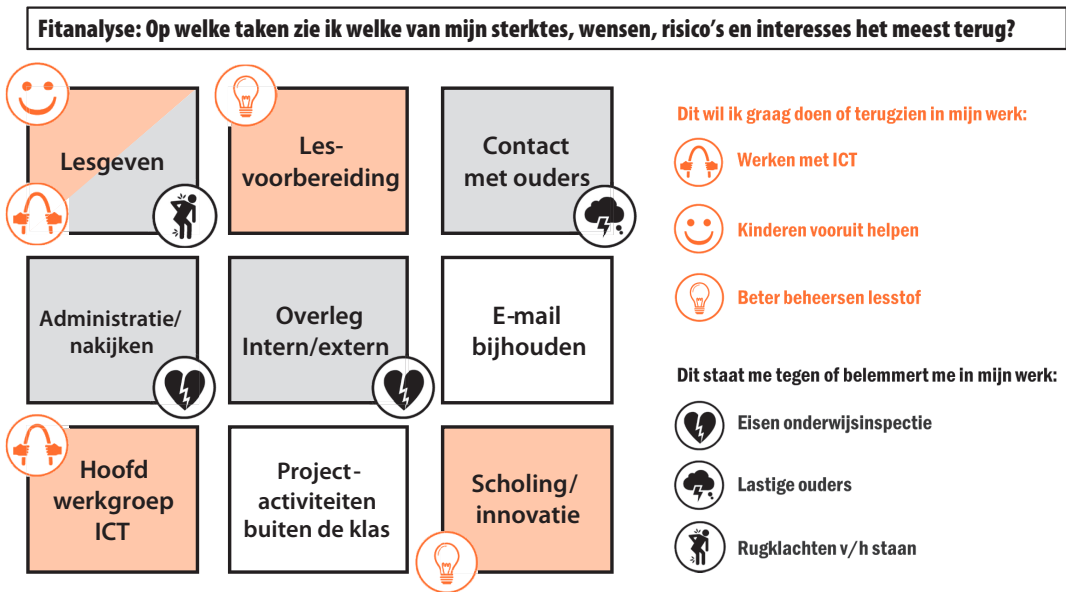 Fitanalyse: Op welke taken zie ik welke van mijn sterktes, wensen, risico's en interesses het meest terug?
Lesgeven
Les-
voorbereiding
Contact
met ouders
Administratie/
nakijken
Overleg
Intern/extern
E-mail
bijhouden
Hoofd
werkgroep
ICT
Project-
activiteiten
buiten de klas
Scholing/
innovatie
Dit wil ik graag doen of terugzien in mijn werk:
Werken met ICT
Kinderen vooruit helpen
Beter beheersen lesstof
Dit staat me tegen of belemmert me in mijn werk:
Eisen onderwijsinspectie
Lastige ouders
Rugklachten v/h staan